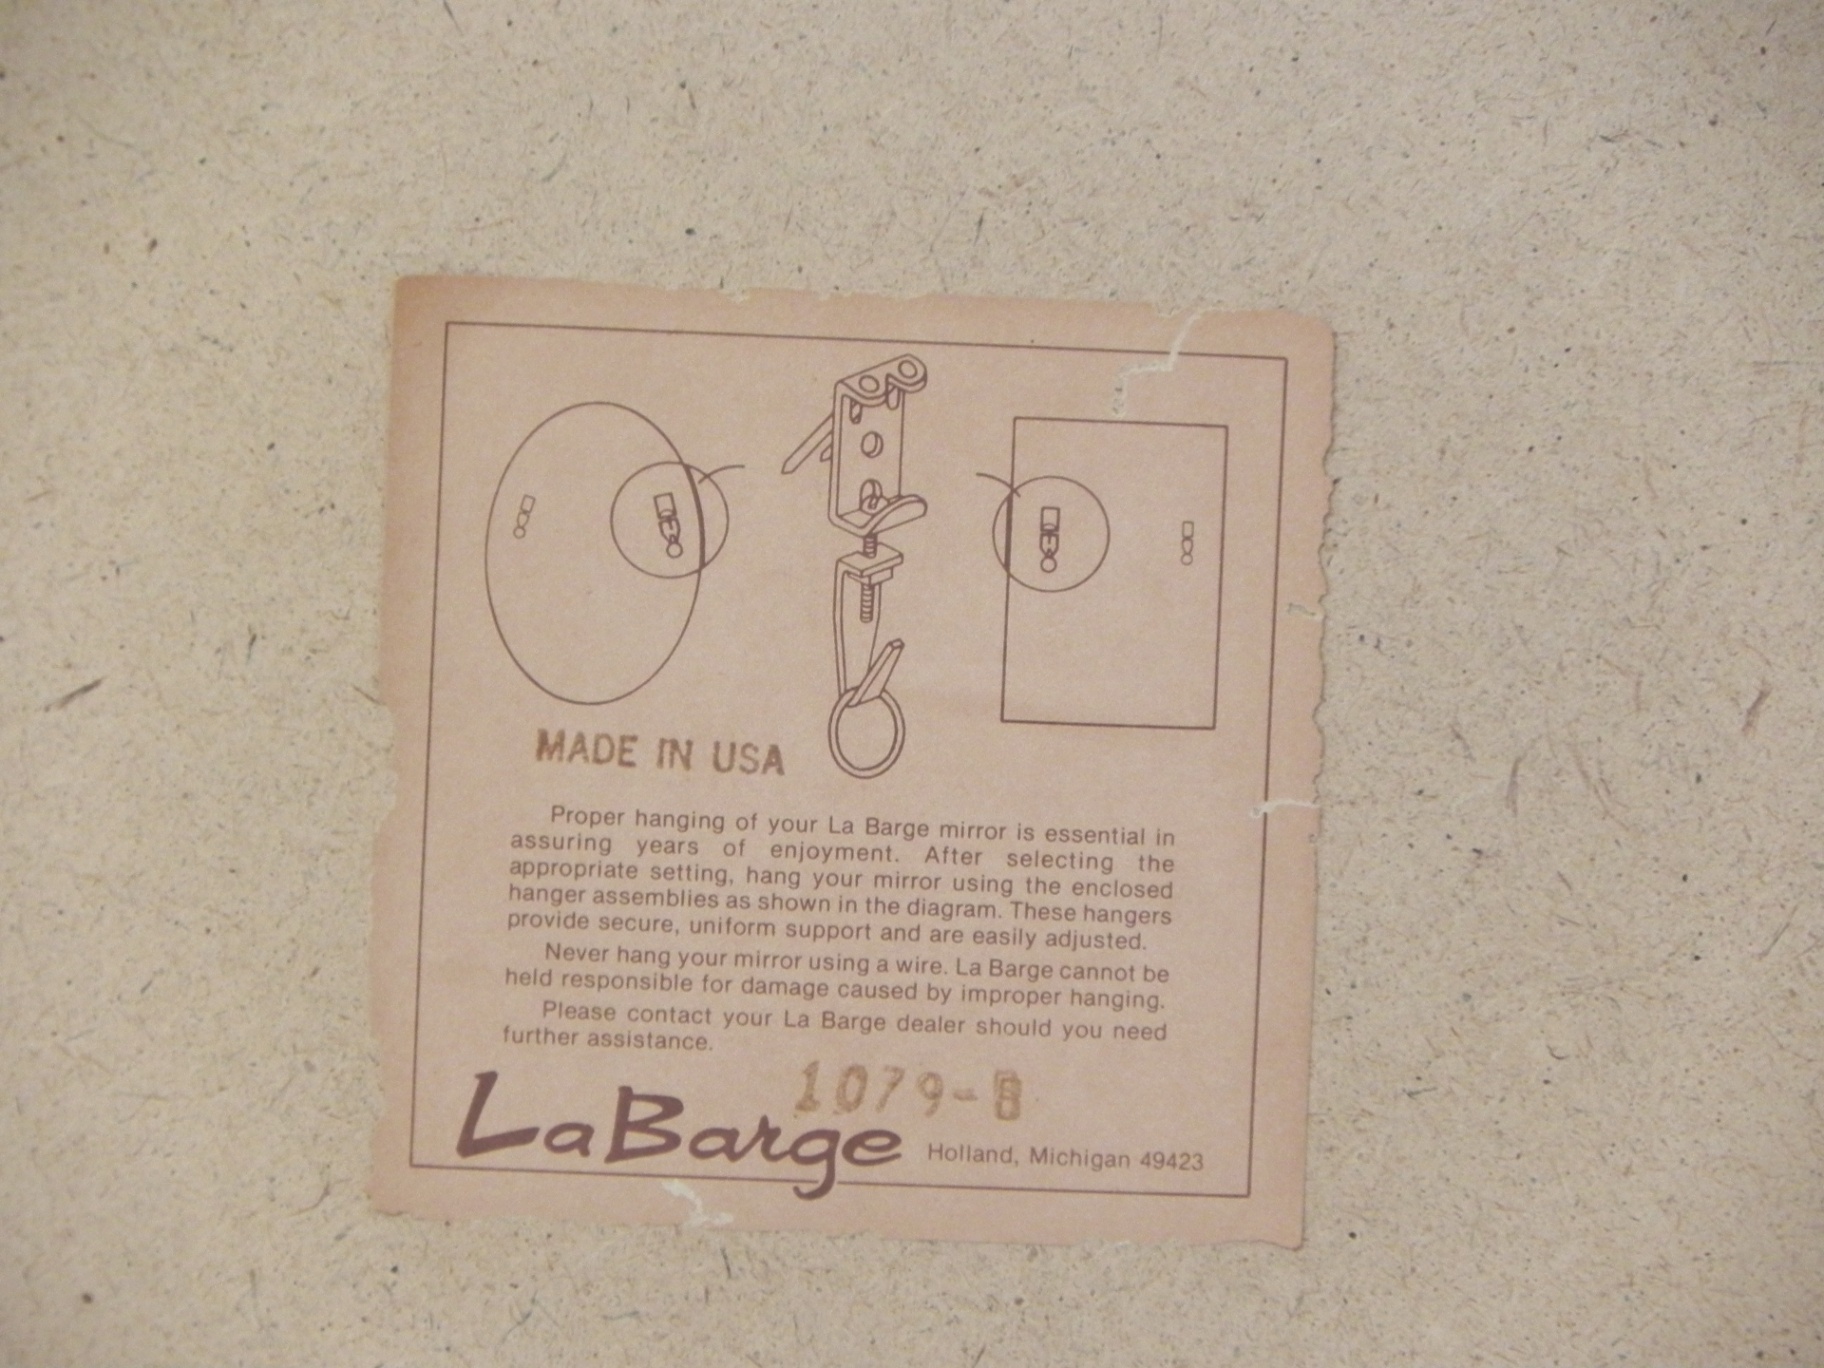 MADE IN USA
Proper hanging of your La Barge mirror is essential in
assuring years of enjoyment. After selecting the
appropriate setting, hang your mirror using the enclosed
hanger assemblies as shown in the diagram. These hangers
provide secure, uniform support and are easily adjusted.
Never hang your mirror using a wire. La Barge cannot be
held responsible for damage caused by improper hanging.
Please contact your La Barge dealer should you need
further assistance.
1079-B
LaBarge Holland, Michigan 49423